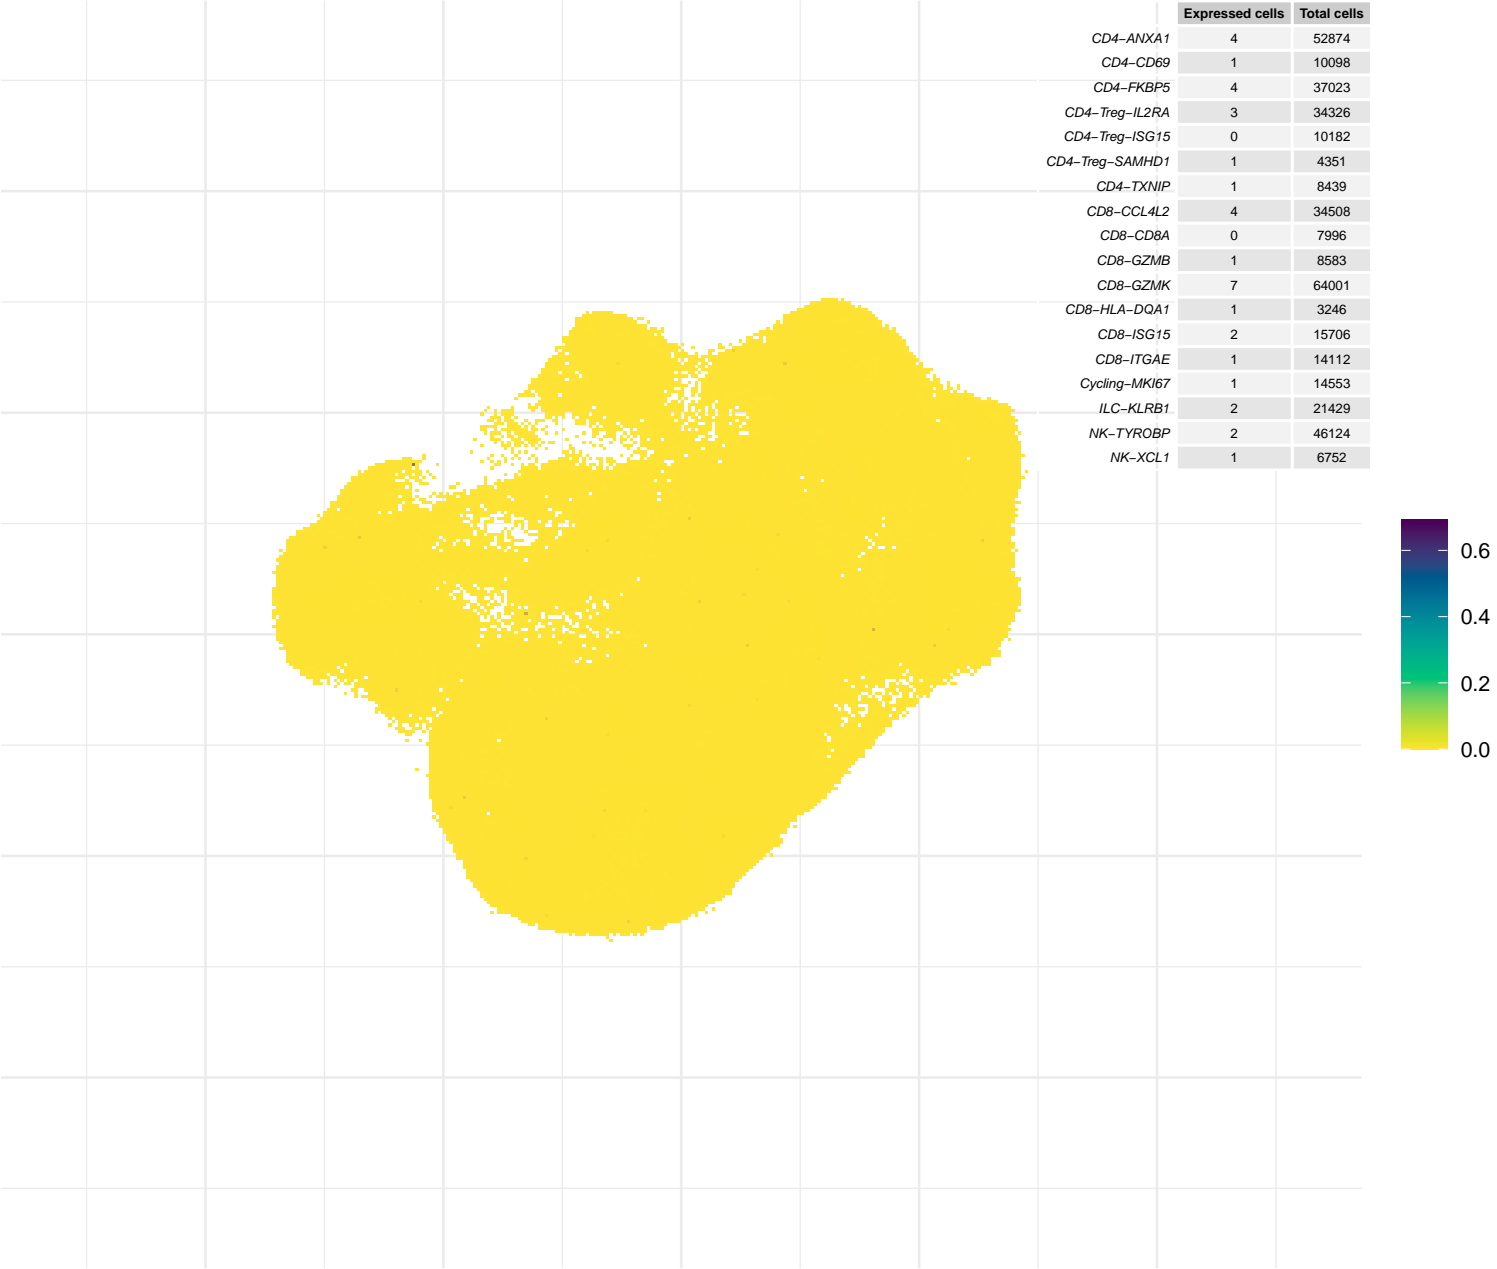 Expressed cells Total cells
CD4−ANXA1 4 52874
CD4−CD69 1 10098
CD4−FKBP5 4 37023
CD4−Treg−IL2RA 3 34326
CD4−Treg−ISG15 0 10182
CD4−Treg−SAMHD1 1 4351
CD4−TXNIP 1 8439
CD8−CCL4L2 4 34508
CD8−CD8A 0 7996
CD8−GZMB 1 8583
CD8−GZMK 7 64001
CD8−HLA−DQA1 1 3246
CD8−ISG15 2 15706
CD8−ITGAE 1 14112
Cycling−MKI67 1 14553
ILC−KLRB1 2 21429
NK−TYROBP 2 46124
NK−XCL1 1 6752
0.6
0.4
0.2
0.0